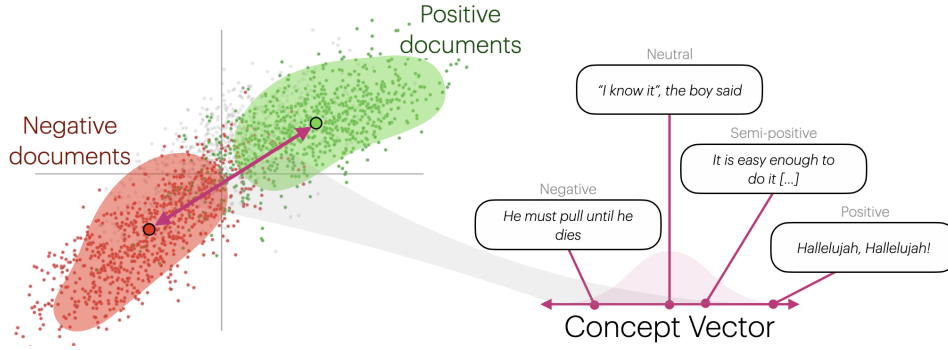 Positive
documents
Negative
documents
Neutral
“I know it”, the boy said
Semi-positive
It is easy enough to
do it [...]
Negative
He must pull until he
dies
Positive
Hallelujah, Hallelujah!
Concept Vector